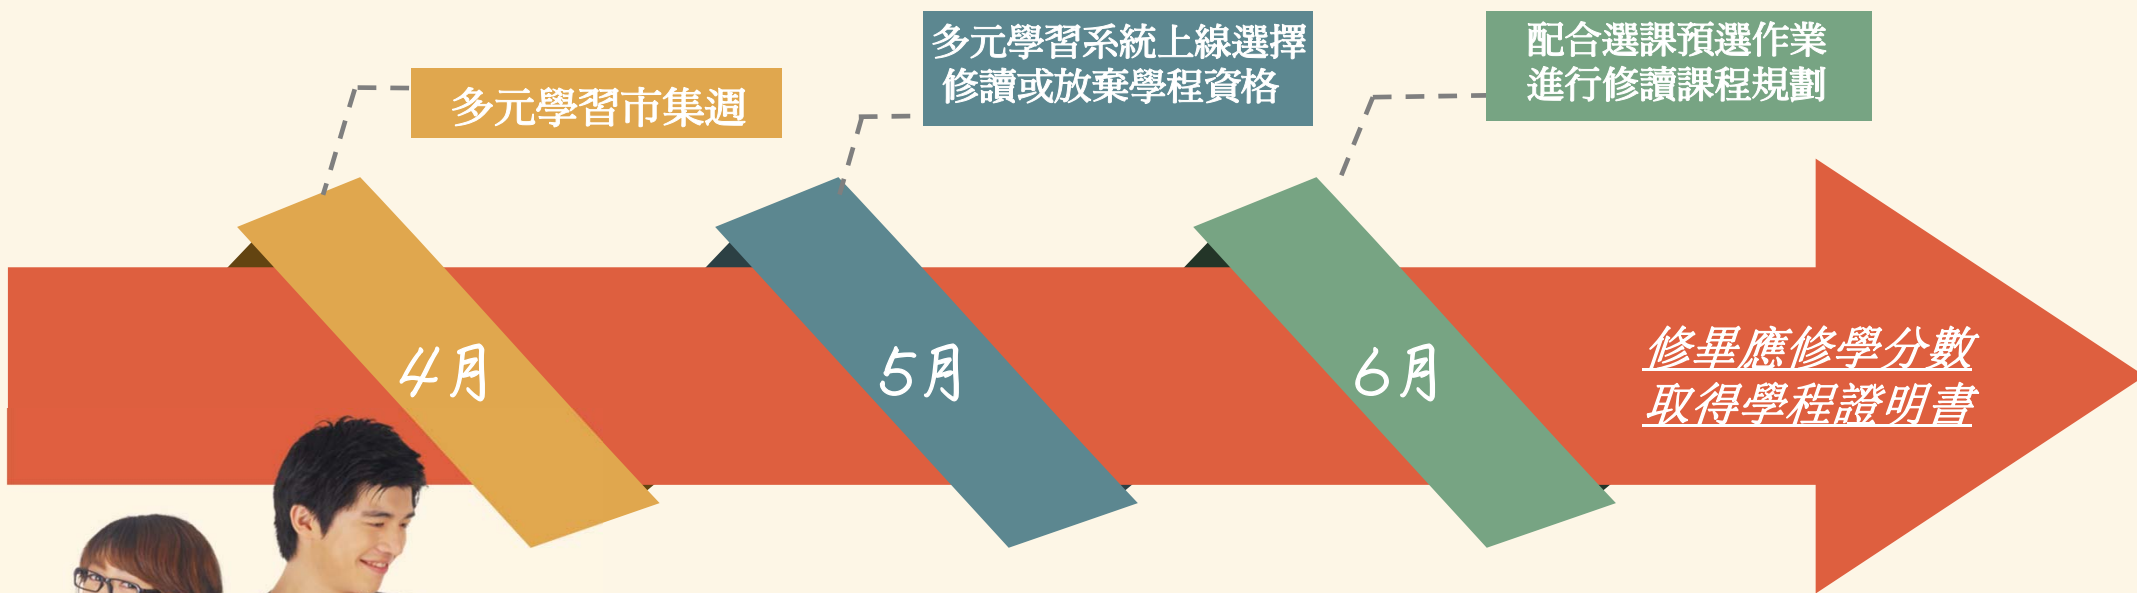 多元學習市集週
多元學習系統上線選擇
修讀或放棄學程資格
配合選課預選作業
進行修讀課程規劃
4月
5月
6月
修畢應修學分數
取得學程證明書